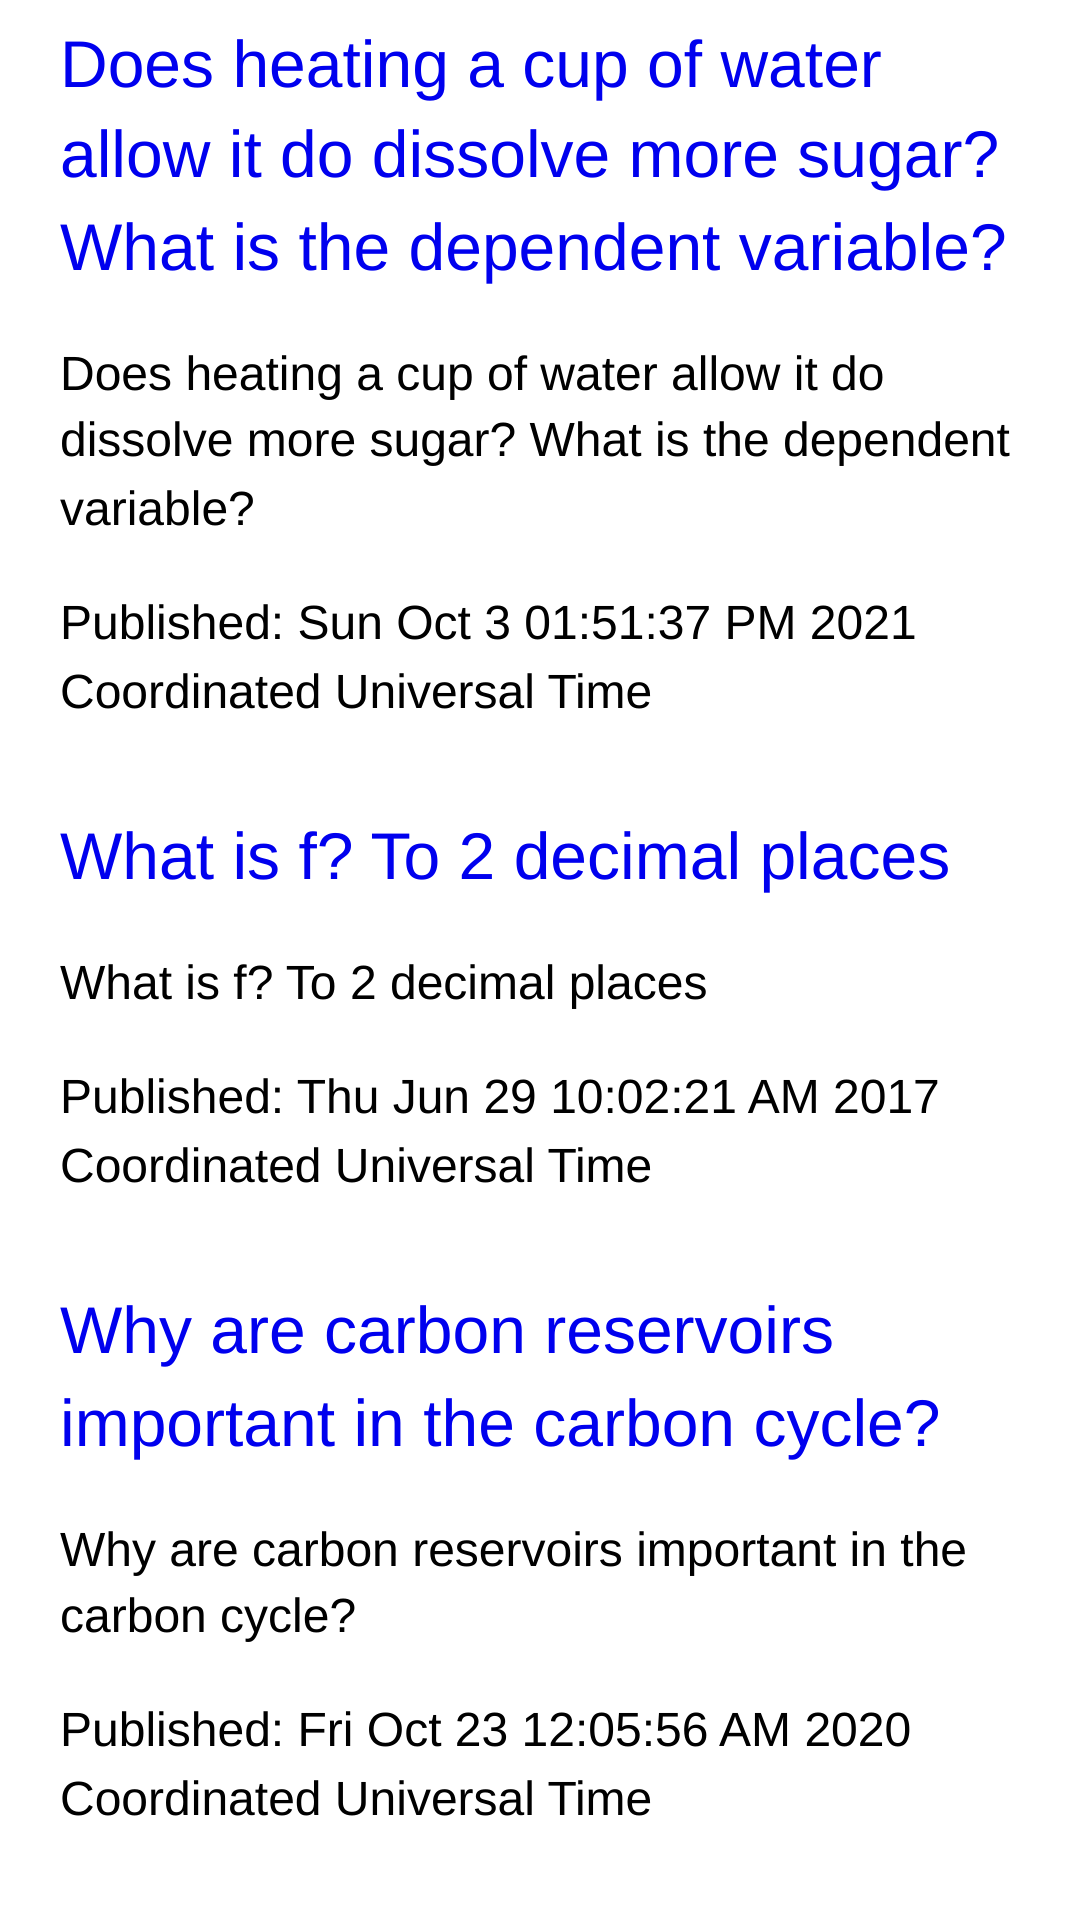 Does heating a cup of water
allow it do dissolve more sugar?
What is the dependent variable?
Does heating a cup of water allow it do
dissolve more sugar? What is the dependent
variable?
Published: Sun Oct 3 01:51:37 PM 2021
Coordinated Universal Time
What is f? To 2 decimal places
What is f? To 2 decimal places
Published: Thu Jun 29 10:02:21 AM 2017
Coordinated Universal Time
Why are carbon reservoirs
important in the carbon cycle?
Why are carbon reservoirs important in the
carbon cycle?
Published: Fri Oct 23 12:05:56 AM 2020
Coordinated Universal Time